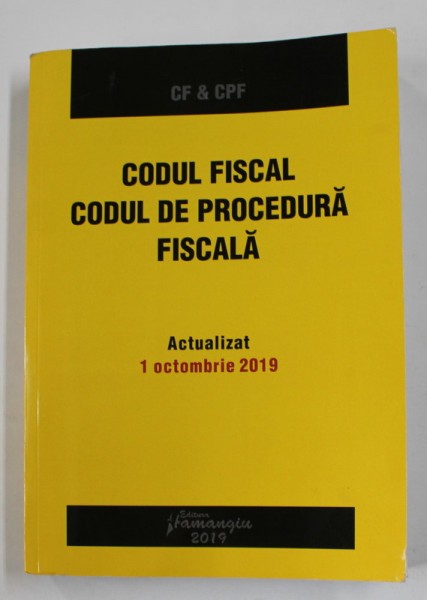 CF & CPF
CODUL FISCAL
CODUL DE PROCEDURĂ
FISCALĂ
Actualizat
1 octombrie 2019
Editura
Hamangiu
2019